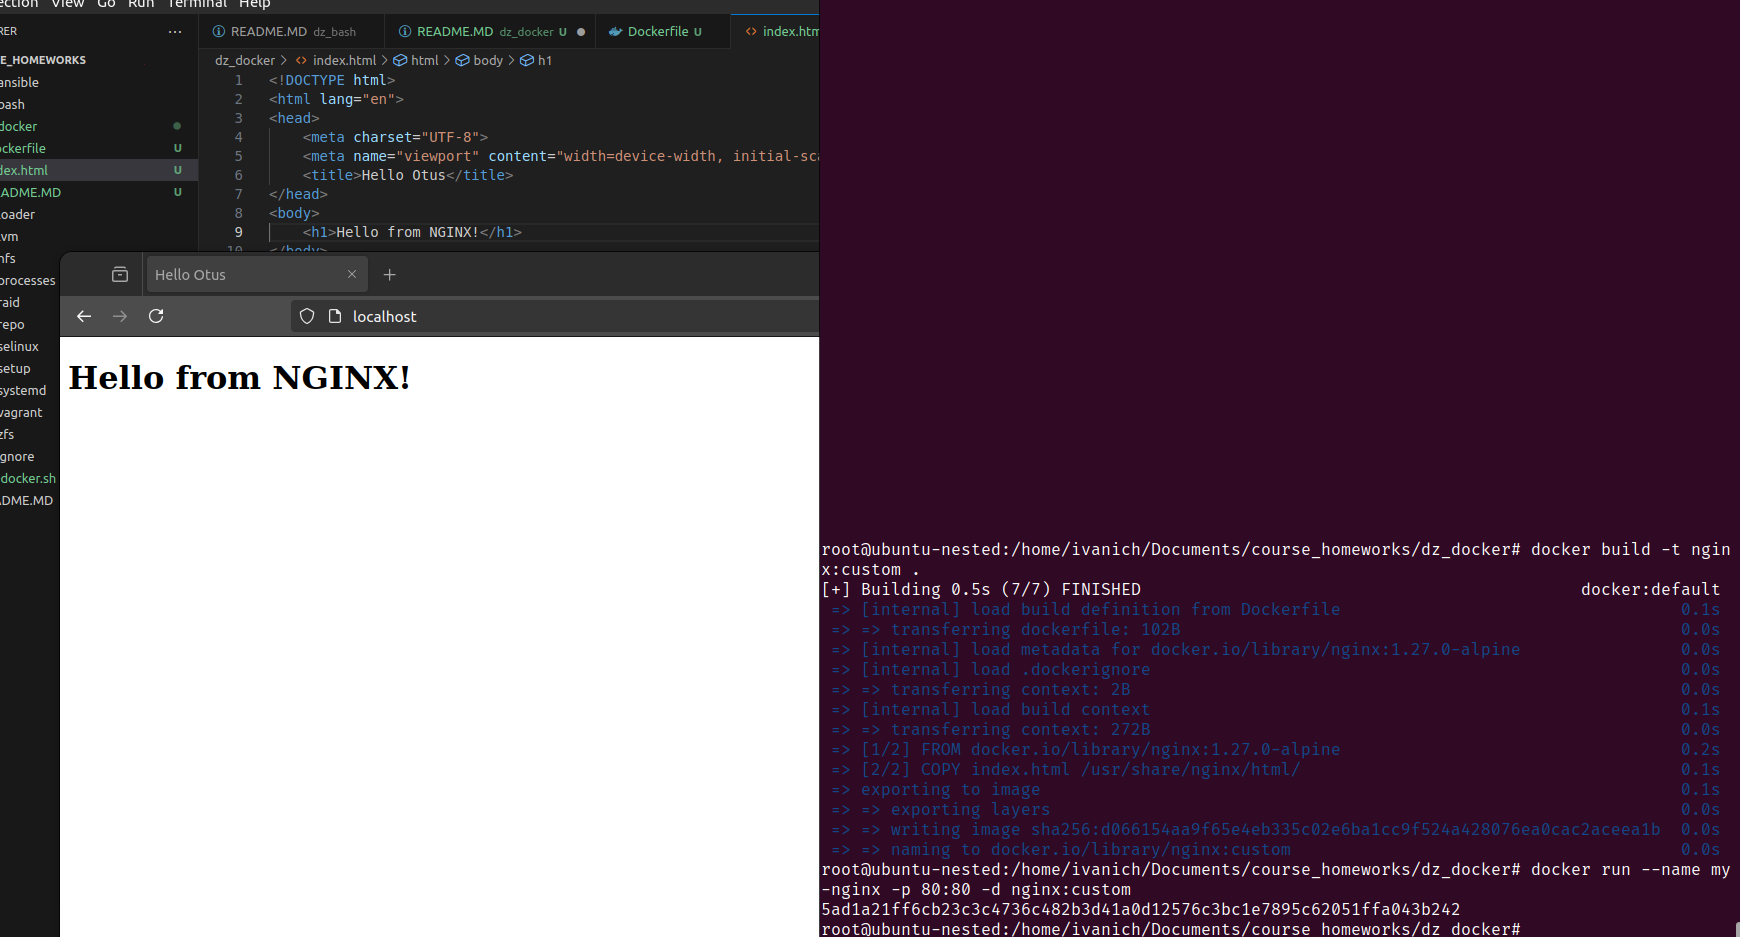 ection View Go Run Terminal Help
RER ...
README.MD dz_bash README.MD dz_docker U Dockerfile U index.htm
E_HOMEWORKS
ansible
bash
docker
ockerfile U
dex.html U
EADME.MD U
loader
lvm
nfs
processes
raid
repo
selinux
setup
systemd
vagrant
zfs
ignore
docker.sh
ADME.MD
dz_docker > index.html > html > body > h1
1 <!DOCTYPE html>
2 <html lang="en">
3 <head>
4 <meta charset="UTF-8">
5 <meta name="viewport" content="width=device-width, initial-sca
6 <title>Hello Otus</title>
7 </head>
8 <body>
9 <h1>Hello from NGINX!</h1>
10 </body>
Hello Otus
localhost
Hello from NGINX!
root@ubuntu-nested:/home/ivanich/Documents/course_homeworks/dz_docker# docker build -t ngin
x:custom .
[+] Building 0.5s (7/7) FINISHED docker:default
=> [internal] load build definition from Dockerfile 0.1s
=> => transferring dockerfile: 102B 0.0s
=> [internal] load metadata for docker.io/library/nginx:1.27.0-alpine 0.0s
=> [internal] load .dockerignore 0.0s
=> => transferring context: 2B 0.0s
=> [internal] load build context 0.1s
=> => transferring context: 272B 0.0s
=> [1/2] FROM docker.io/library/nginx:1.27.0-alpine 0.2s
=> [2/2] COPY index.html /usr/share/nginx/html/ 0.1s
=> exporting to image 0.1s
=> => exporting layers 0.0s
=> => writing image sha256:d066154aa9f65e4eb335c02e6ba1cc9f524a428076ea0cac2aceea1b 0.0s
=> => naming to docker.io/library/nginx:custom 0.0s
root@ubuntu-nested:/home/ivanich/Documents/course_homeworks/dz_docker# docker run --name my
-nginx -p 80:80 -d nginx:custom
5ad1a21ff6cb23c3c4736c482b3d41a0d12576c3bc1e7895c62051ffa043b242
root@ubuntu-nested:/home/ivanich/Documents/course_homeworks/dz_docker#